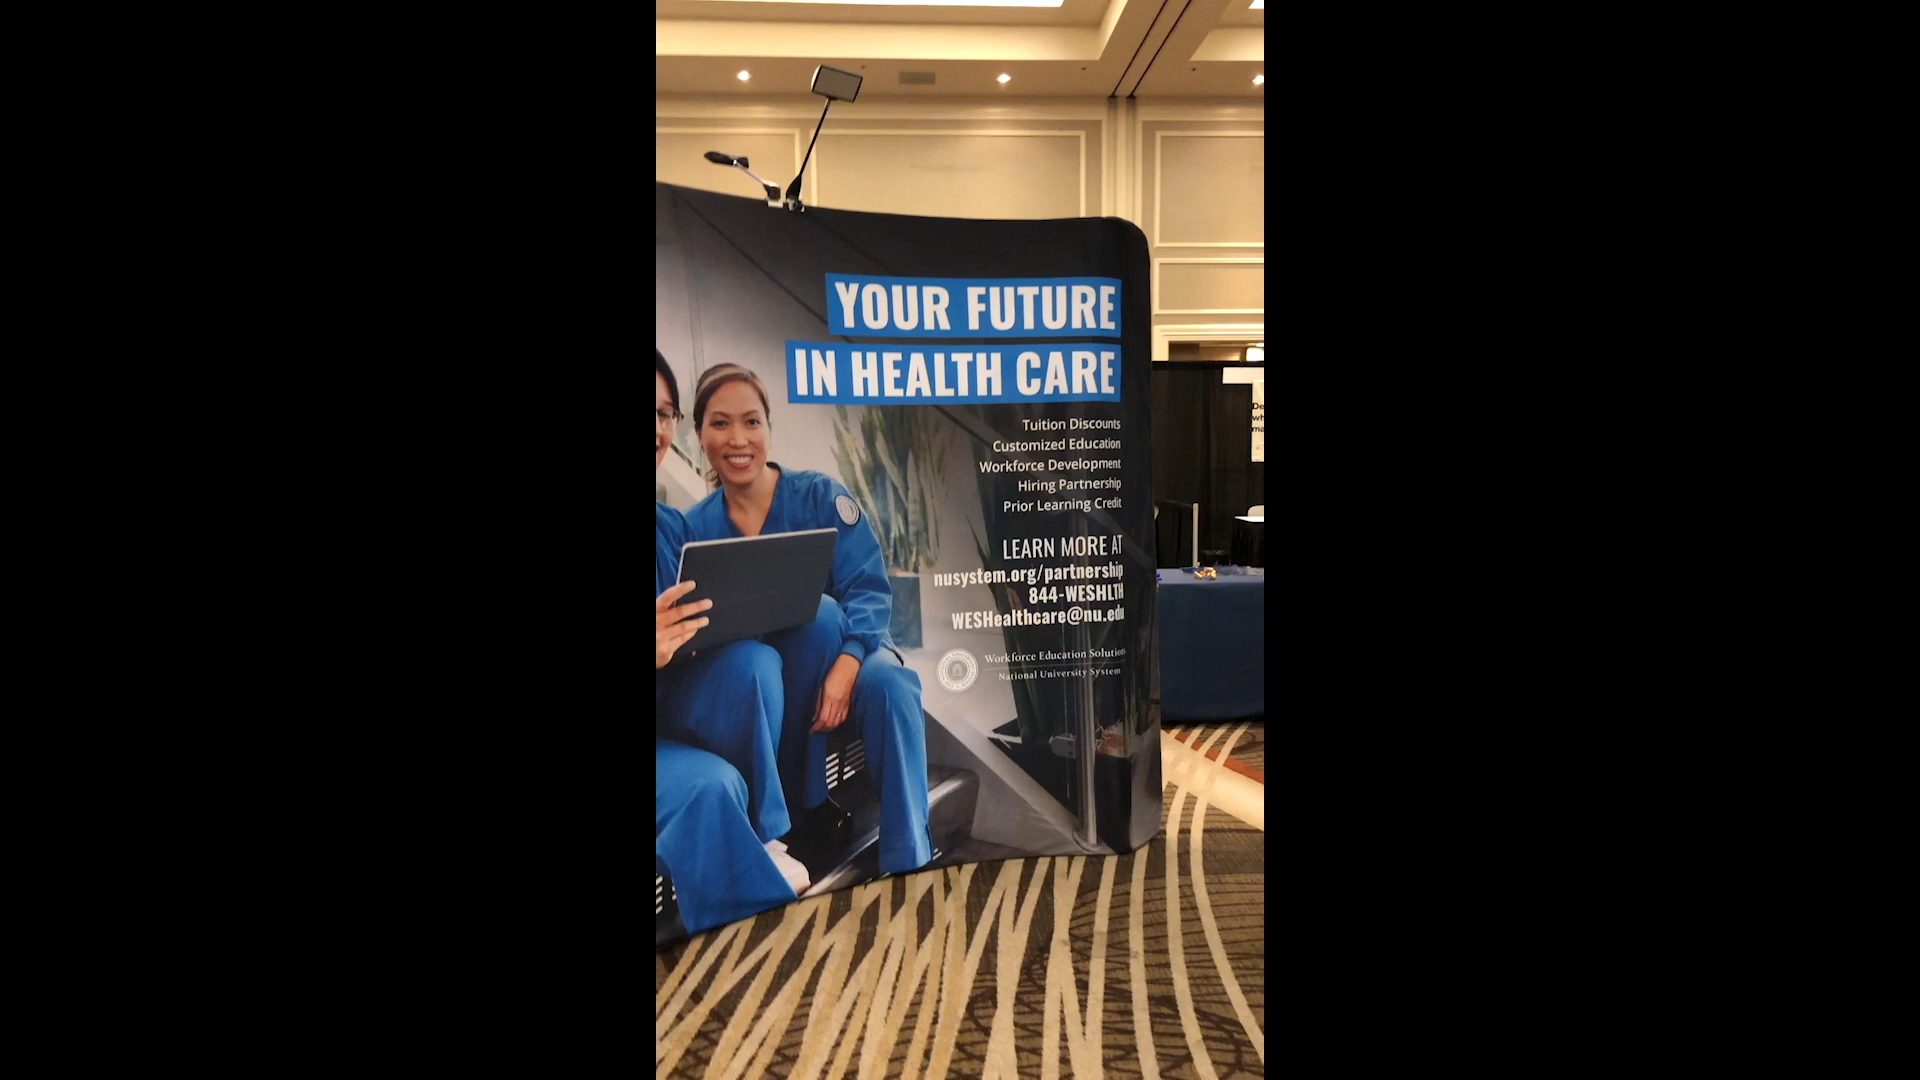 YOUR FUTURE
IN HEALTH CARE
Tuition Discounts
Customized Education
Workforce Development
Hiring Partnership
Prior Learning Credit
LEARN MORE AT
nusystem.org/partnership
844-WESHLTH
WESHealthcare@nu.edu
Workforce Education Solutions
National University System